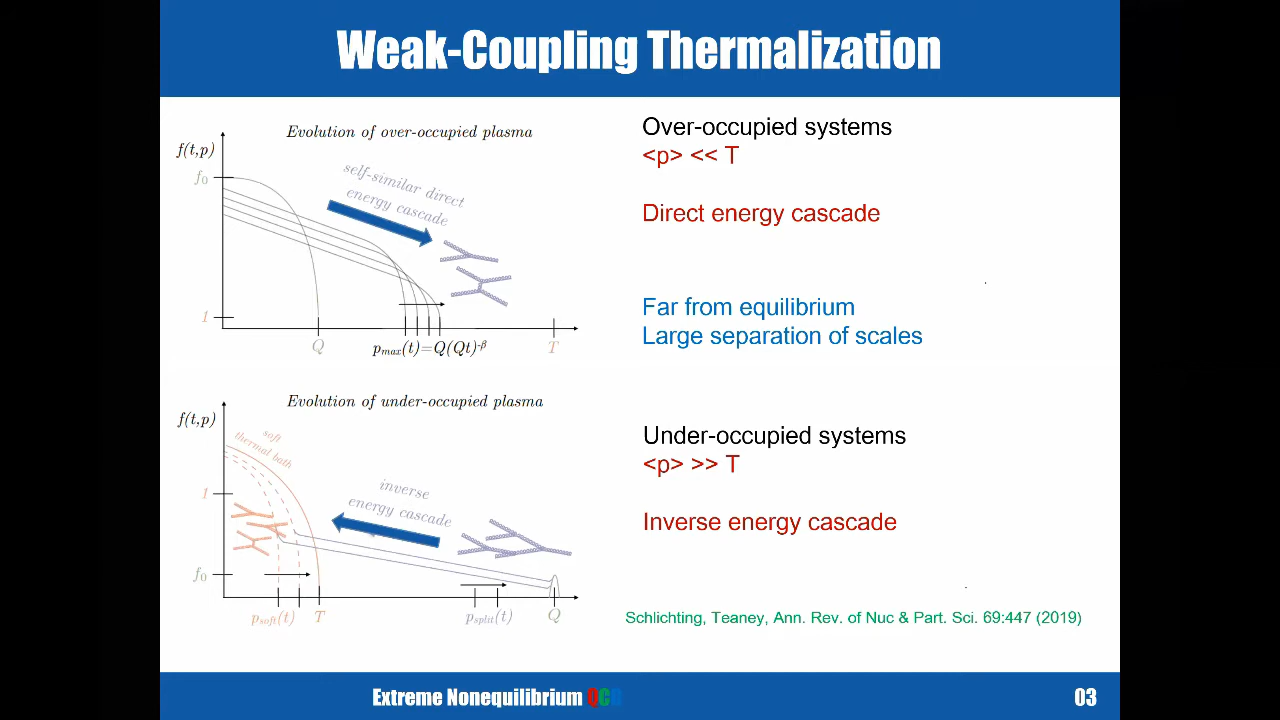 Weak-Coupling Thermalization
Evolution of over-occupied plasma
f(t,p)
f0
self-similar direct
energy cascade
1
Q
pmax(t)=Q(Qt)-β
T
Over-occupied systems
<p> << T
Direct energy cascade
Far from equilibrium
Large separation of scales
Evolution of under-occupied plasma
f(t,p)
soft
thermal bath
1
inverse
energy cascade
f0
psoft(t)
T
psplit(t)
Q
Under-occupied systems
<p> >> T
Inverse energy cascade
Schlichting, Teaney, Ann. Rev. of Nuc & Part. Sci. 69:447 (2019)
Extreme Nonequilibrium QCD
03